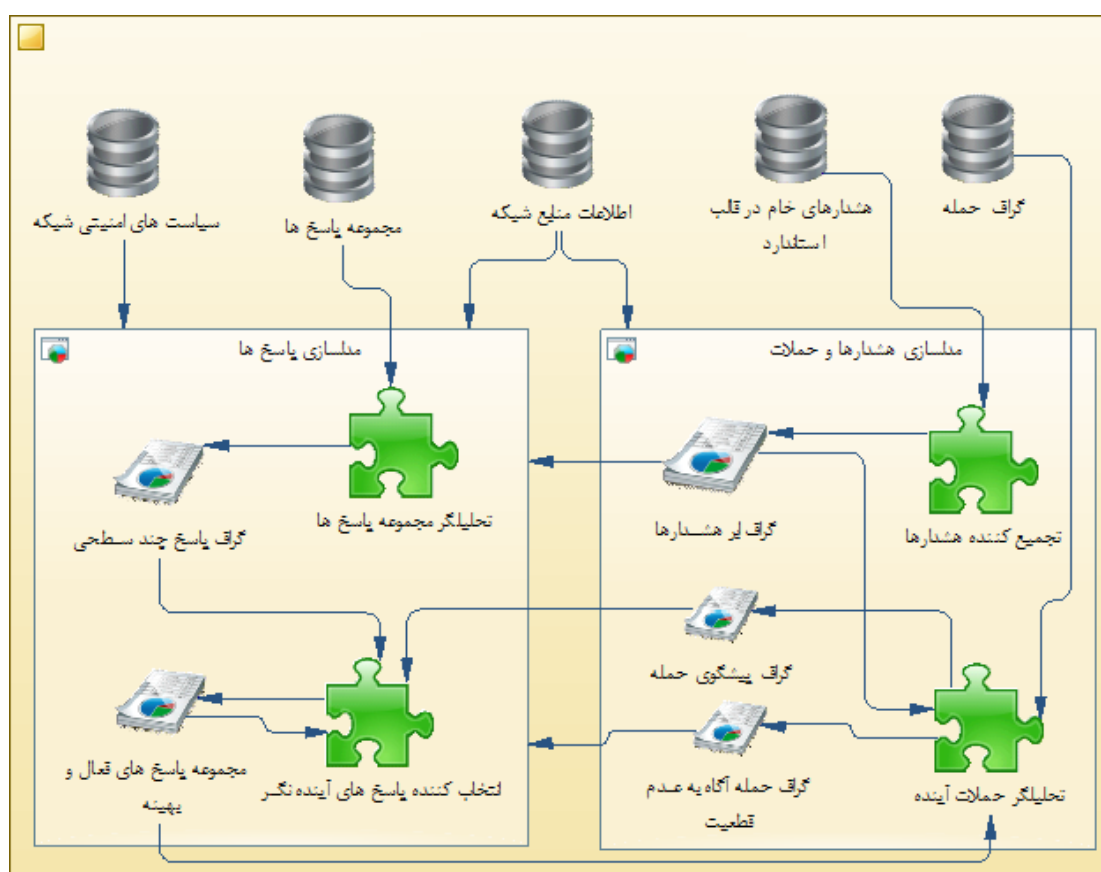 گراف حمله
هشدارهای خام در قالب
استاندارد
اطلاعات منابع شبکه
مجموعه پاسخ ها
سیاست های امنیتی شبکه
مدلسازی هشدارها و حملات
تجمیع کننده هشدارها
گراف ابر هشدارها
گراف پیشگوی حمله
گراف حمله آگاه به عدم
قطعیت
تحلیلگر حملات آینده
مدلسازی پاسخ ها
تحلیلگر مجموعه پاسخ ها
گراف پاسخ چند سطحی
انتخاب کننده پاسخ های آینده نگر
مجموعه پاسخ های فعال و
بهینه